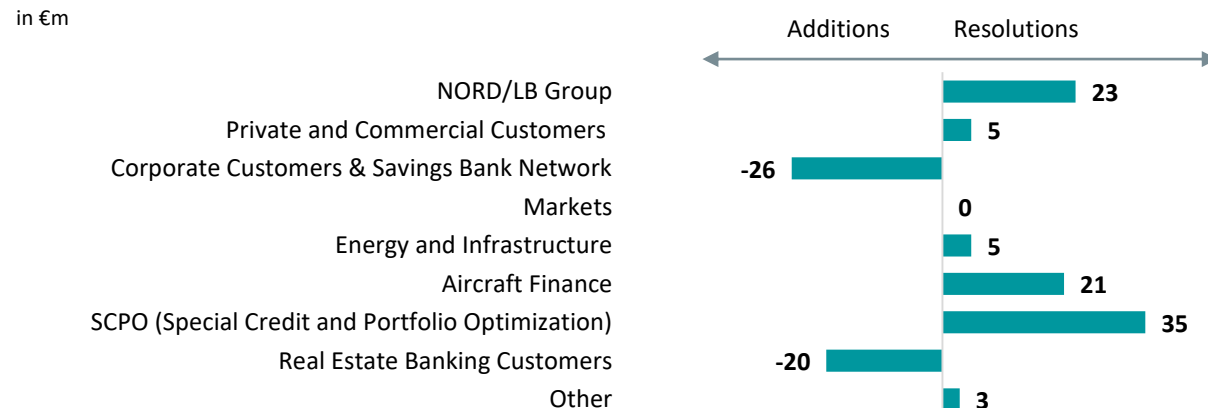 in €m
Additions Resolutions
NORD/LB Group 23
Private and Commercial Customers 5
Corporate Customers & Savings Bank Network -26
Markets 0
Energy and Infrastructure 5
Aircraft Finance 21
SCPO (Special Credit and Portfolio Optimization) 35
Real Estate Banking Customers -20
Other 3